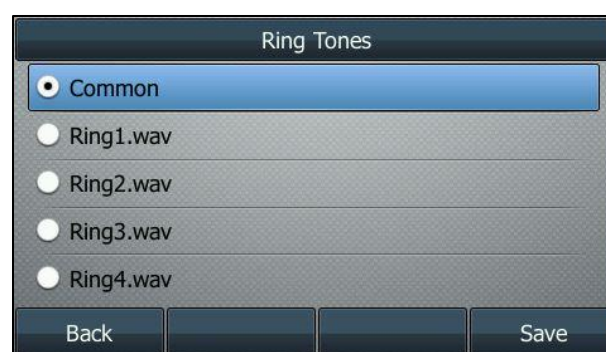 Ring Tones
Common
Ring1.wav
Ring2.wav
Ring3.wav
Ring4.wav
Back Save